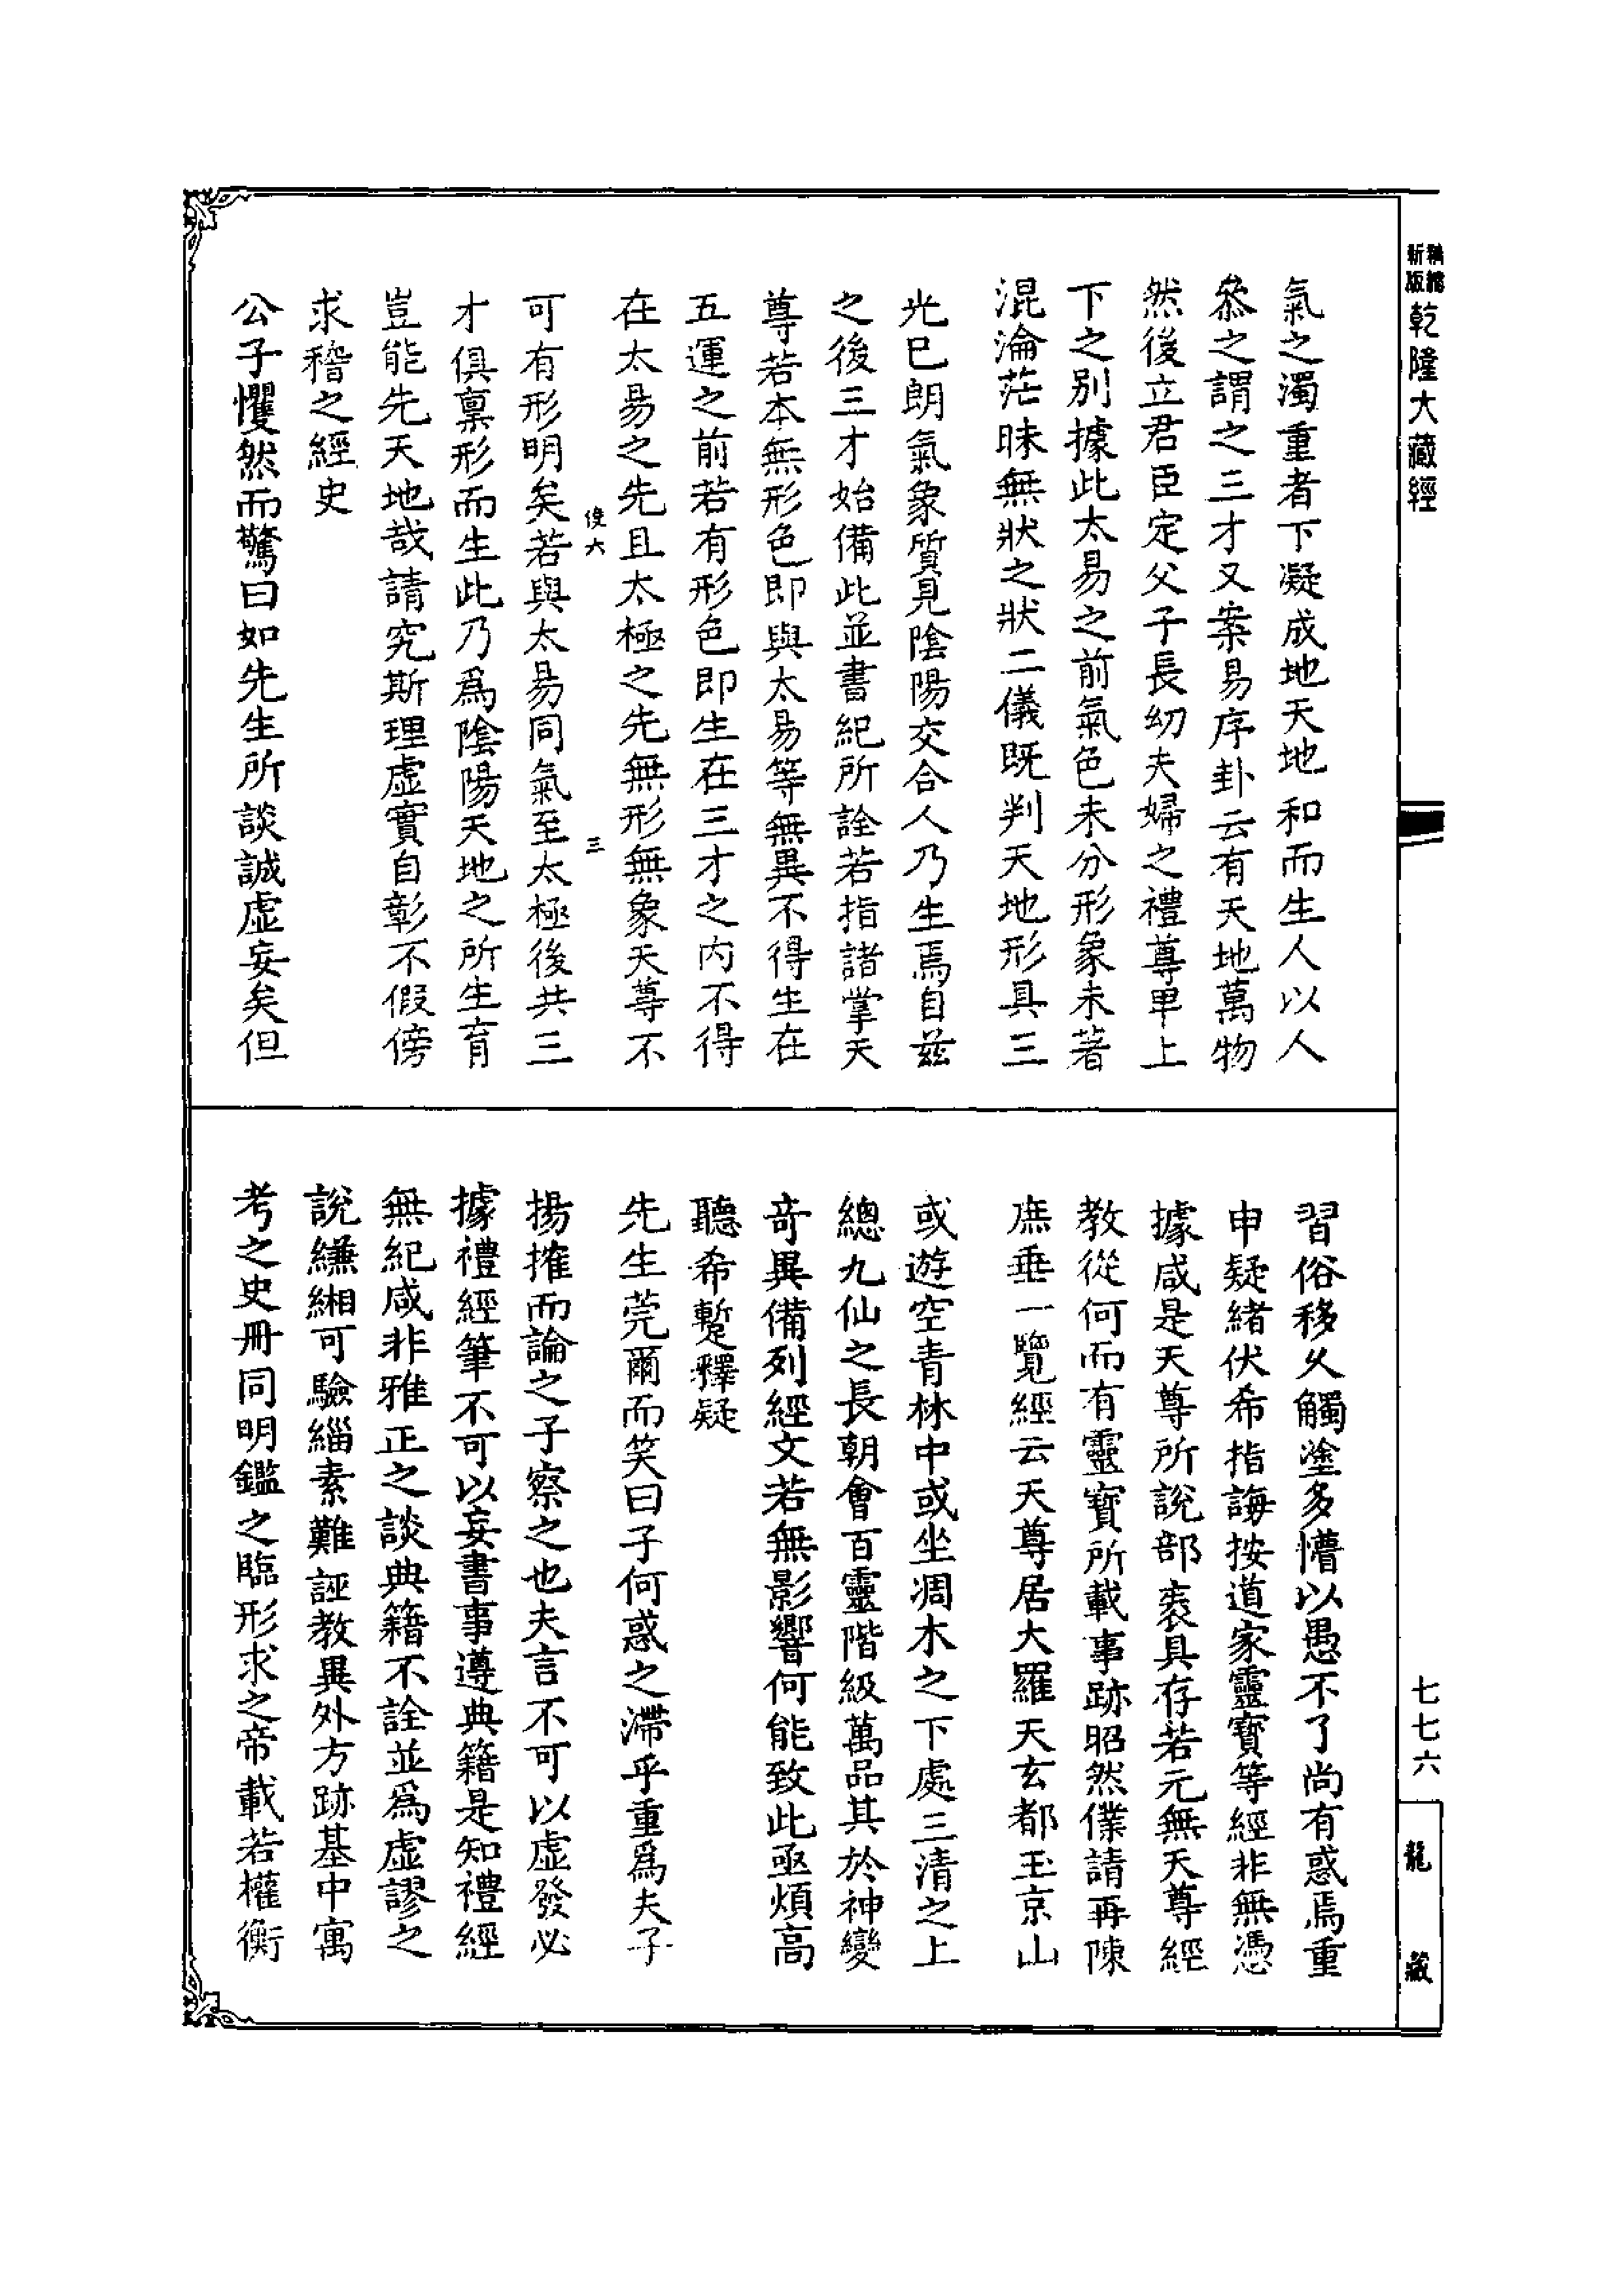 新版
精縮
乾隆大藏經
氣之濁重者下凝成地天地和而生人以人
叅之謂之三才又案易序卦云有天地萬物
然後立君臣定父子長幼夫婦之禮尊卑上
下之別據此太易之前氣色未分形象未著
混淪茫昧無狀之狀二儀既判天地形具三
光巳朗氣象質見陰陽交合人乃生焉自兹
之後三才始備此並書紀所詮若指諸掌天
尊若本無形色即與太易等無異不得生在
五運之前若有形色即生在三才之内不得
在太易之先且太極之先無形無象天尊不
俊六
三
可有形明矣若與太易同氣至太極後共三
才俱稟形而生此乃爲陰陽天地之所生育
豈能先天地哉請究斯理虛實自彰不假傍
求稽之經史
公子懼然而驚曰如先生所談誠虛妄矣但
習俗移久觸塗多懵以愚不了尚有惑焉重
申疑緒伏希指誨按道家靈寶等經非無憑
據咸是天尊所説部袠具存若元無天尊經
教從何而有靈寶所載事跡昭然僕請再陳
庶垂一覽經云天尊居大羅天玄都玉京山
或遊空青林中或坐凋木之下處三清之上
總九仙之長朝會百靈階級萬品其於神變
竒異備列經文若無影響何能致此亟煩高
聽希暫釋疑
先生莞爾而笑曰子何惑之滯乎重爲夫子
揚搉而論之子察之也夫言不可以虛發必
據禮經筆不可以妄書事遵典籍是知禮經
無紀咸非雅正之談典籍不詮並爲虛謬之
説縑緗可驗緇素難誣教異外方跡基中寓
考之史冊同明鑑之臨形求之帝載若權衡
七七六
龍藏